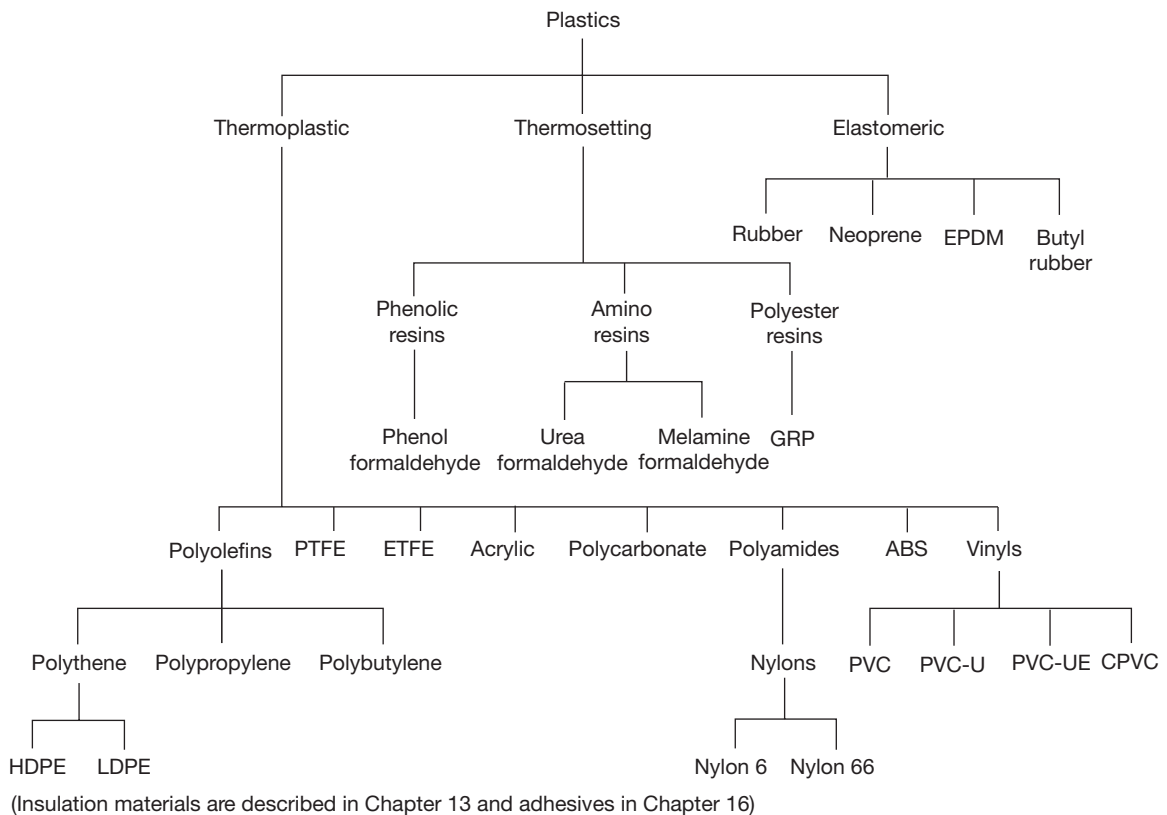 Plastics
Thermoplastic
Thermosetting
Elastomeric
Rubber
Neoprene
EPDM
Butyl
rubber
Phenolic
resins
Amino
resins
Polyester
resins
Phenol
formaldehyde
Urea
formaldehyde
Melamine
formaldehyde
GRP
Polyolefins
PTFE
ETFE
Acrylic
Polycarbonate
Polyamides
ABS
Vinyls
Polythene
Polypropylene
Polybutylene
Nylons
PVC
PVC-U
PVC-UE
CPVC
HDPE
LDPE
Nylon 6
Nylon 66
(Insulation materials are described in Chapter 13 and adhesives in Chapter 16)